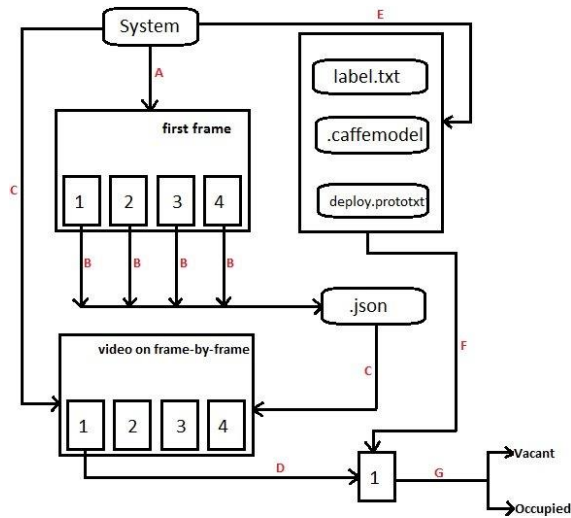 System
E
A
label.txt
first frame
.caffemodel
C
1 2 3 4
deploy.prototxt
B B B B
.json
video on frame-by-frame
F
C
1 2 3 4
D
1
G
Vacant
Occupied